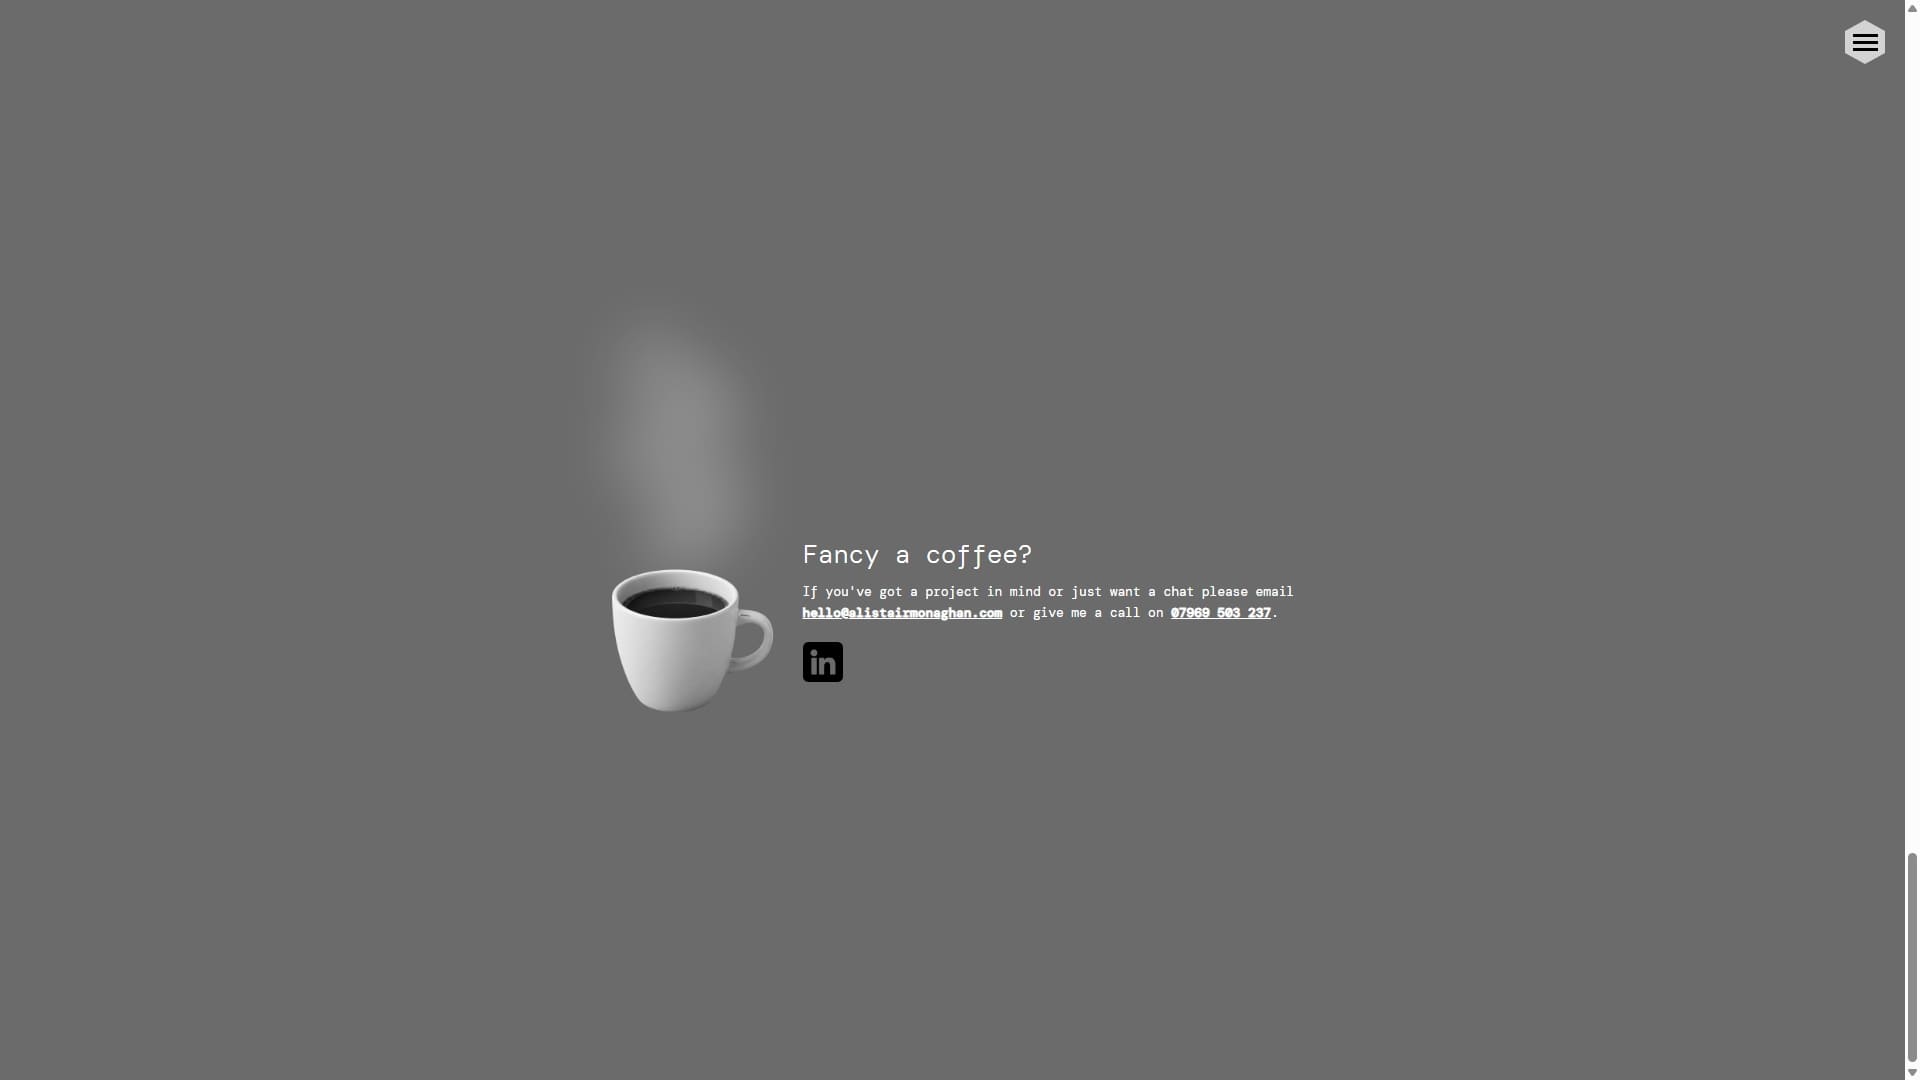 Fancy a coffee?
If you've got a project in mind or just want a chat please email
hello@alistairmonaghan.com or give me a call on 07969 503 237.
in